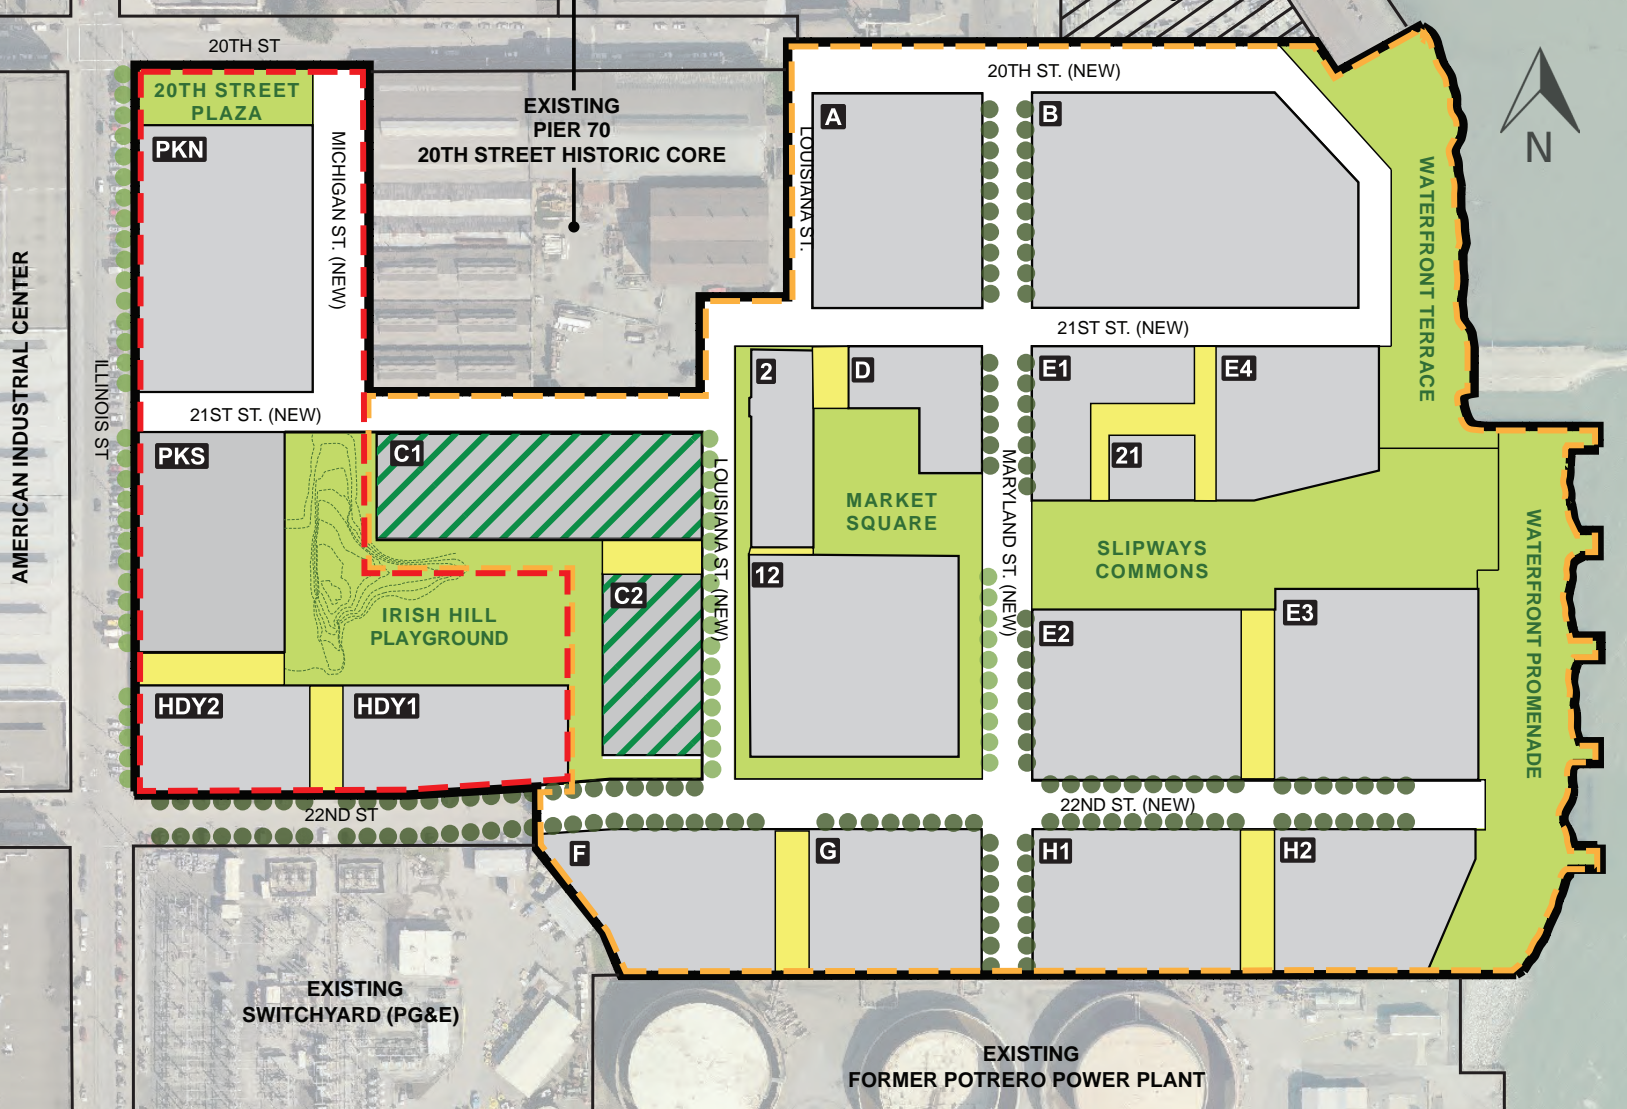 20TH ST
20TH ST. (NEW)
20TH STREET
PLAZA
EXISTING
PIER 70
20TH STREET HISTORIC CORE
A
B
N
PKN
MICHIGAN ST. (NEW)
LOUISIANA ST.
WATERFRONT TERRACE
AMERICAN INDUSTRIAL CENTER
ILLINOIS ST
21ST ST. (NEW)
21ST ST. (NEW)
2
D
E1
E4
PKS
C1
21
LOUISIANA ST. (NEW)
MARYLAND ST. (NEW)
MARKET
SQUARE
SLIPWAYS
COMMONS
WATERFRONT PROMENADE
12
C2
IRISH HILL
PLAYGROUND
E2
E3
HDY2
HDY1
22ND ST
22ND ST. (NEW)
F
G
H1
H2
EXISTING
SWITCHYARD (PG&E)
EXISTING
FORMER POTRERO POWER PLANT